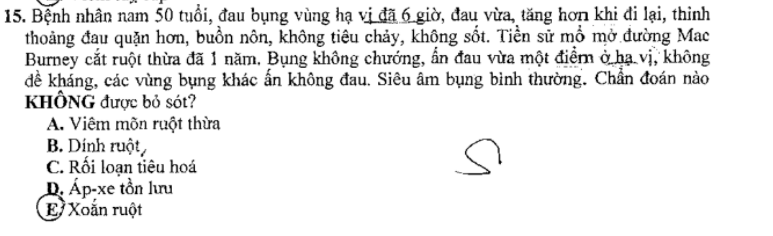 15. Bệnh nhân nam 50 tuổi, đau bụng vùng hạ vị đã 6 giờ, đau vừa, tăng hơn khi đi lại, thỉnh
thoảng đau quặn hơn, buồn nôn, không tiêu chảy, không sốt. Tiền sử mổ mở đường Mac
Burney cắt ruột thừa đã 1 năm. Bụng không chướng, ấn đau vừa một điểm ở hạ vị, không
đề kháng, các vùng bụng khác ấn không đau. Siêu âm bụng bình thường. Chẩn đoán nào
KHÔNG được bỏ sót?
A. Viêm mỏn ruột thừa
B. Dính ruột
C. Rối loạn tiêu hoá
D. Áp-xe tồn lưu
E. Xoắn ruột